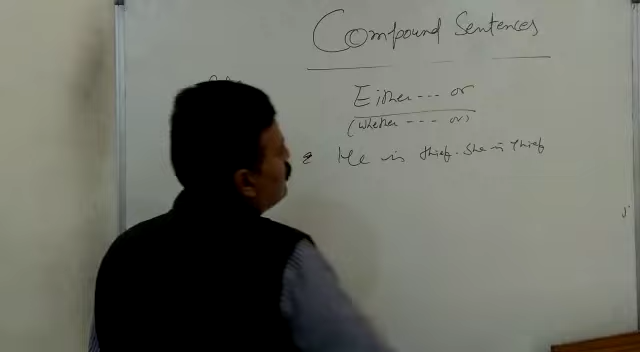 Compound Sentences
Either --- or
(Whether --- or)
He is thief. She is thief